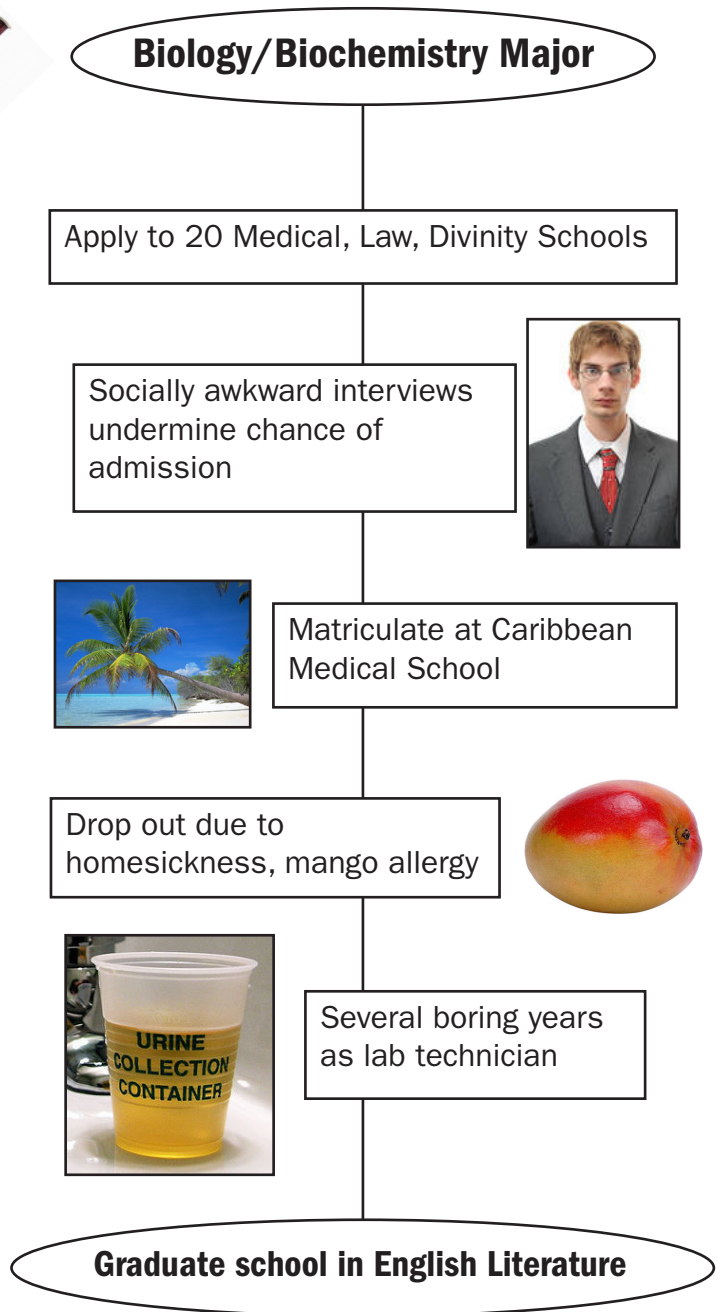 Biology/Biochemistry Major
Apply to 20 Medical, Law, Divinity Schools
Socially awkward interviews
undermine chance of
admission
Matriculate at Caribbean
Medical School
Drop out due to
homesickness, mango allergy
URINE
COLLECTION
CONTAINER
Several boring years
as lab technician
Graduate school in English Literature